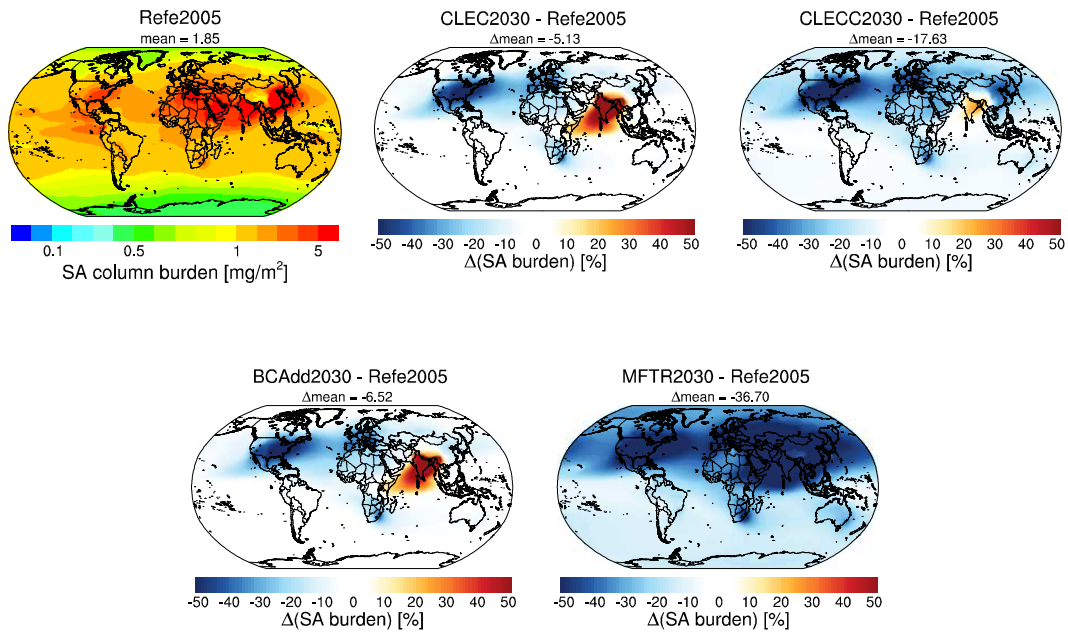 Refe2005
mean = 1.85
0.1 0.5 1 5
SA column burden [mg/m²]
CLEC2030 - Refe2005
Δmean = -5.13
-50 -40 -30 -20 -10 0 10 20 30 40 50
Δ(SA burden) [%]
CLECC2030 - Refe2005
Δmean = -17.63
-50 -40 -30 -20 -10 0 10 20 30 40 50
Δ(SA burden) [%]
BCAdd2030 - Refe2005
Δmean = -6.52
-50 -40 -30 -20 -10 0 10 20 30 40 50
Δ(SA burden) [%]
MFTR2030 - Refe2005
Δmean = -36.70
-50 -40 -30 -20 -10 0 10 20 30 40 50
Δ(SA burden) [%]